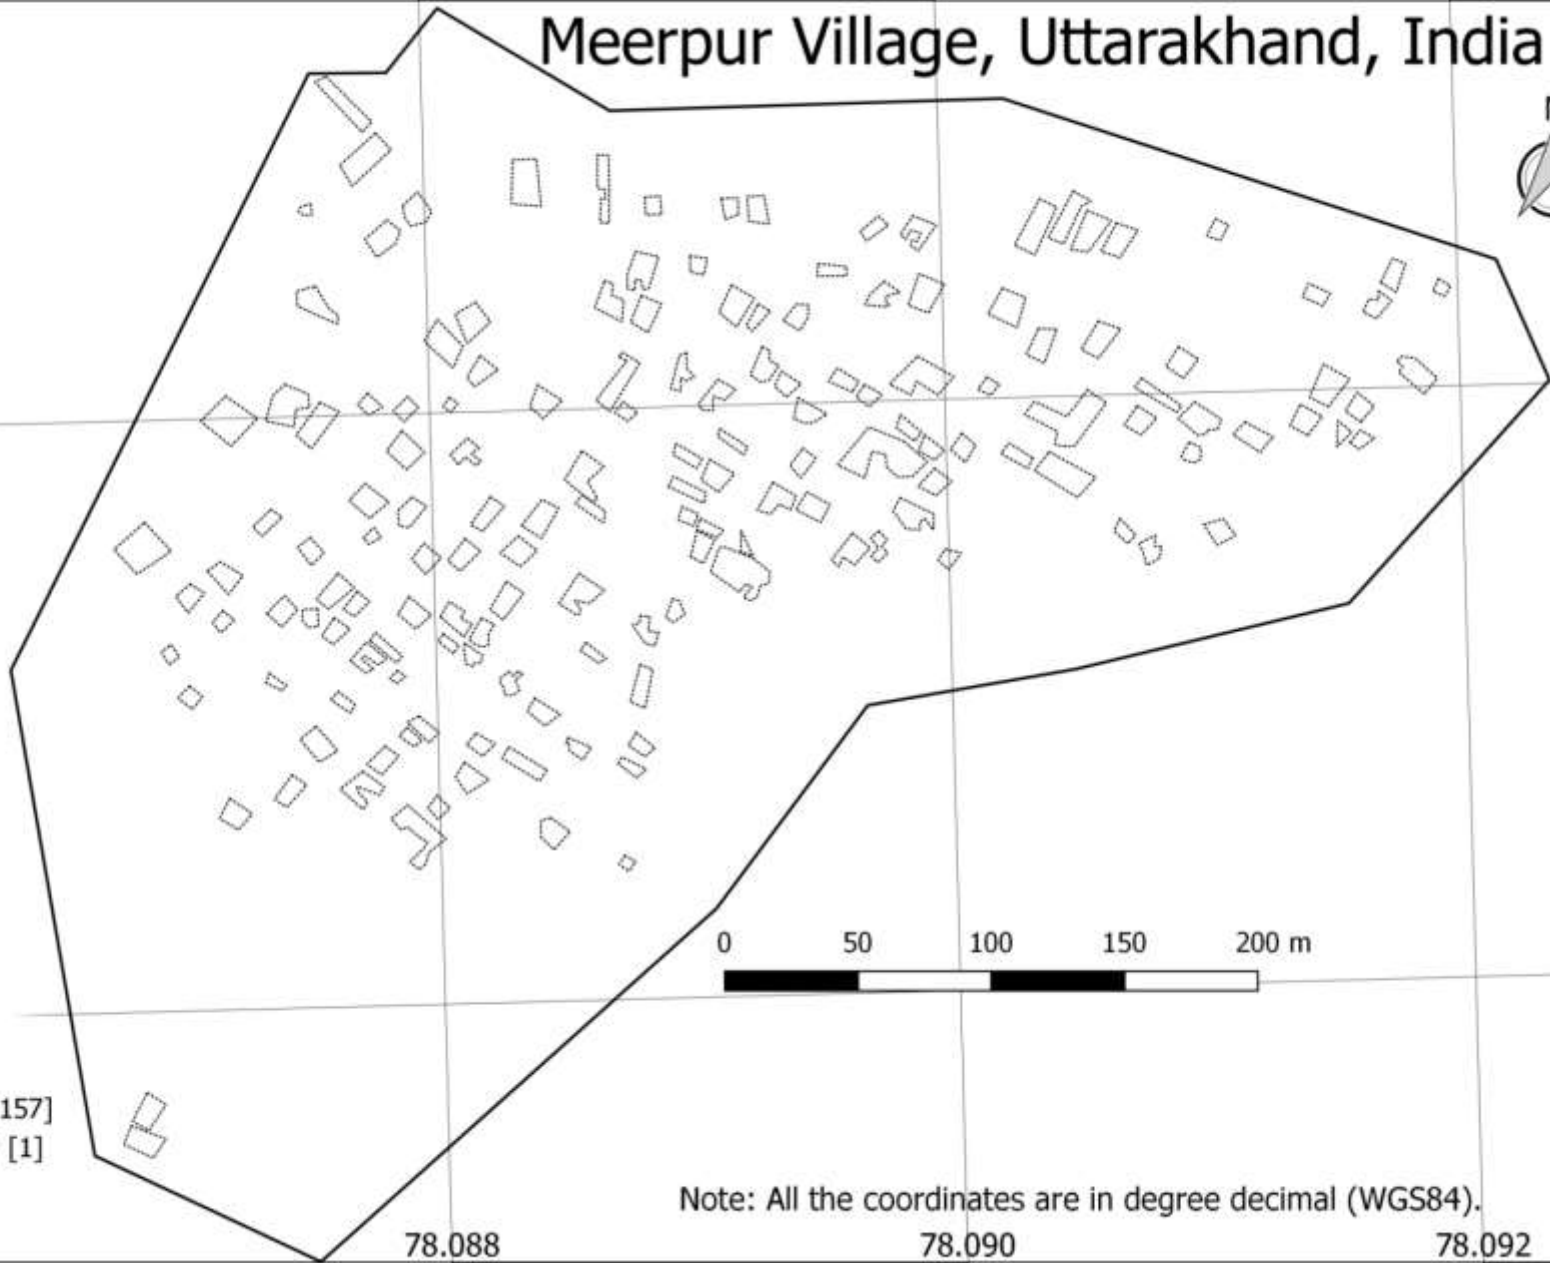 Meerpur Village, Uttarakhand, India
0 50 100 150 200 m
157]
[1]
Note: All the coordinates are in degree decimal (WGS84).
78.088 78.090 78.092